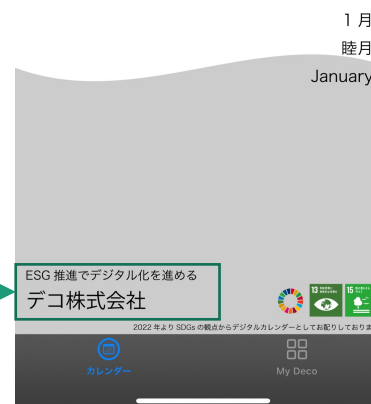 1 月
睦月
January
ESG 推進でデジタル化を進める
デコ株式会社
13
15
2022 年より SDGs の観点からデジタルカレンダーとしてお配りしておりま
カレンダー
My Deco